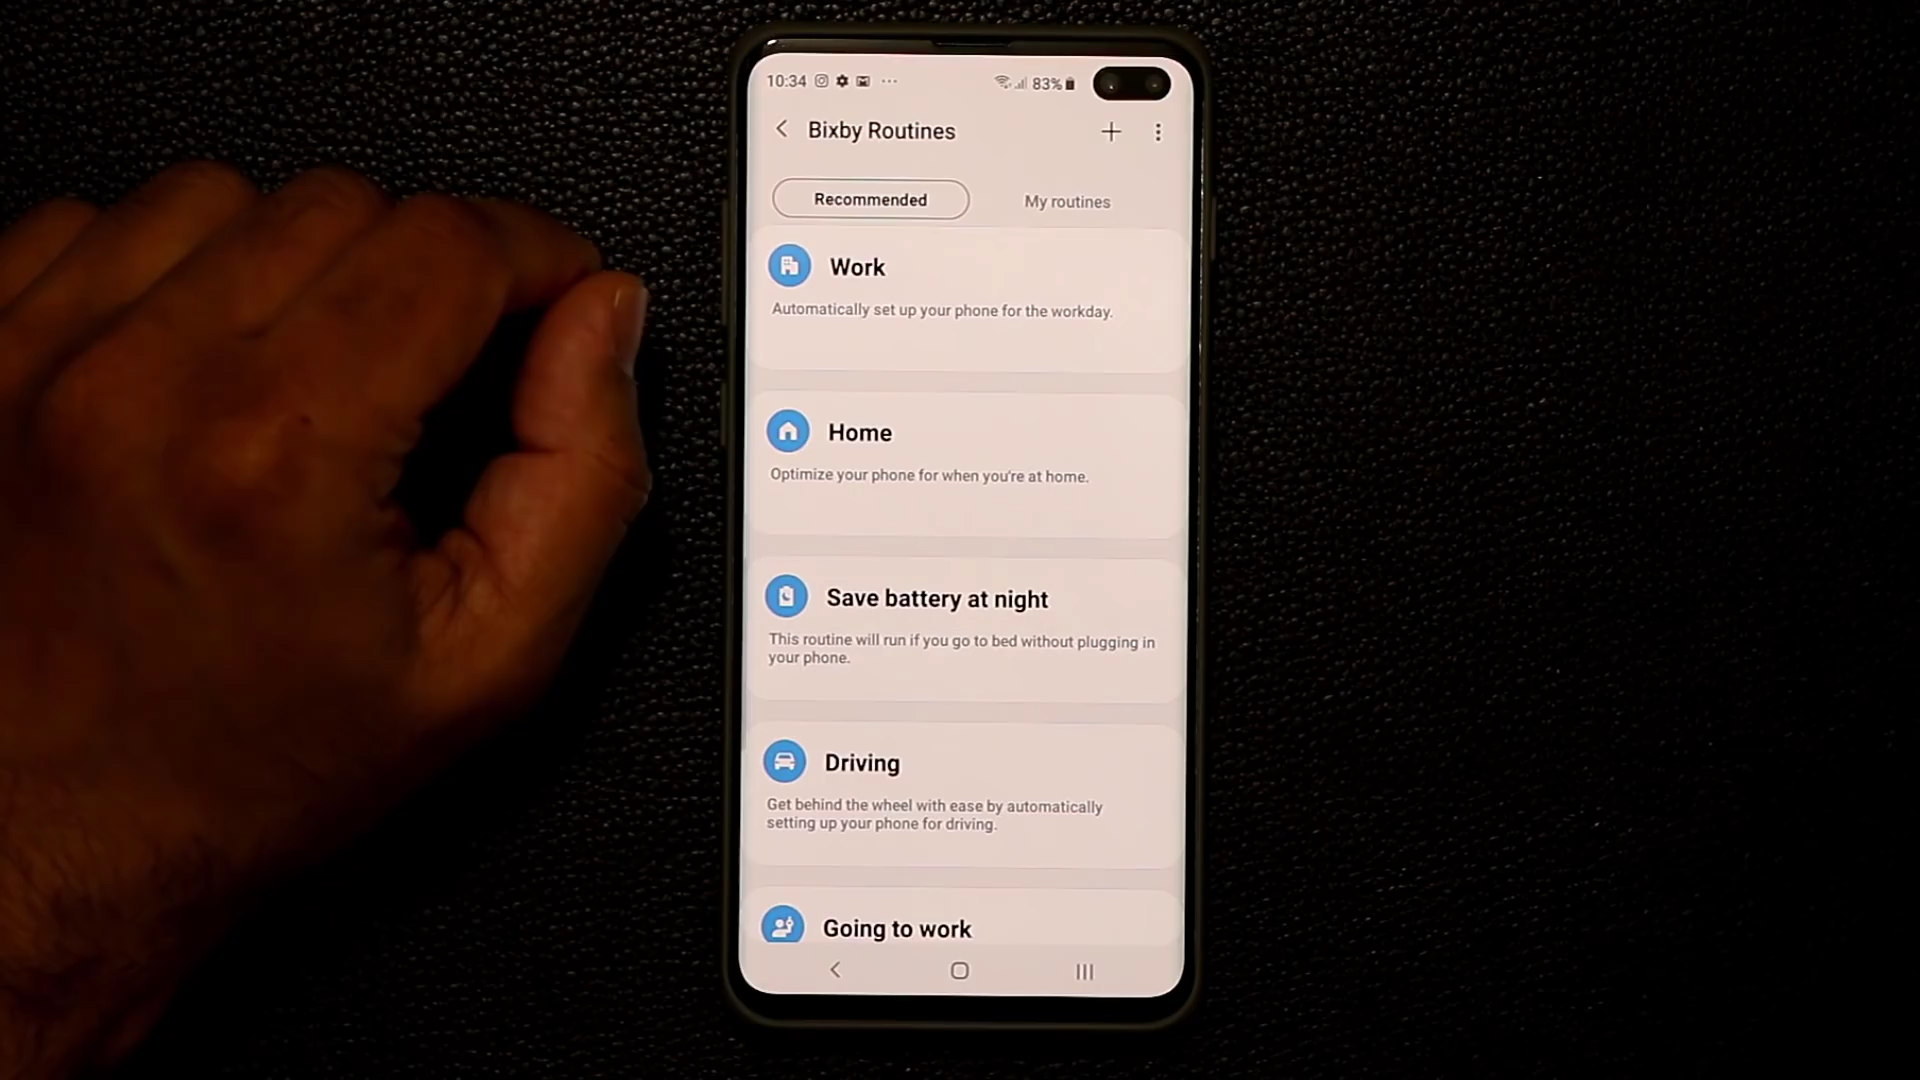 10:34 ... 83%
Bixby Routines
Recommended My routines
Work
Automatically set up your phone for the workday.
Home
Optimize your phone for when you're at home.
Save battery at night
This routine will run if you go to bed without plugging in
your phone.
Driving
Get behind the wheel with ease by automatically
setting up your phone for driving.
Going to work